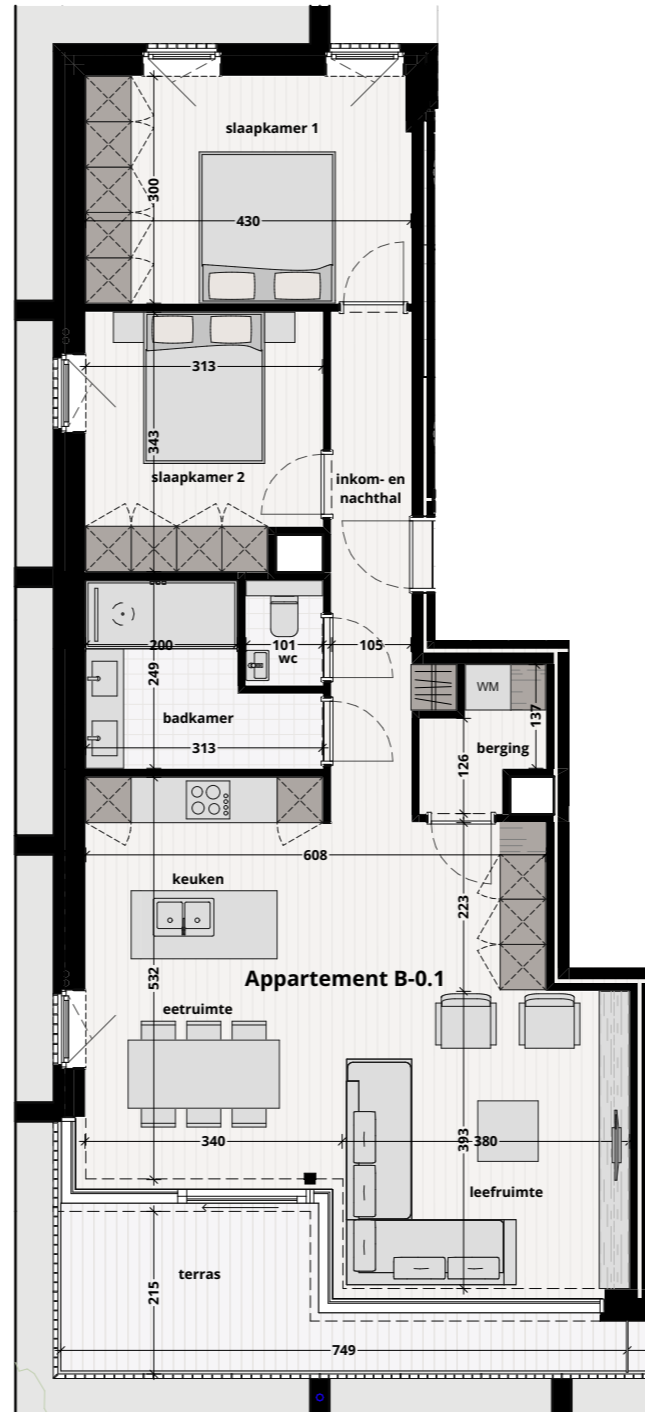 slaapkamer 1
300
430
313
343
slaapkamer 2
inkom- en
nachthal
200
101
wc
105
249
badkamer
313
WM
137
berging
126
608
keuken
223
532
Appartement B-0.1
eetruimte
340
393
380
leefruimte
terras
215
749